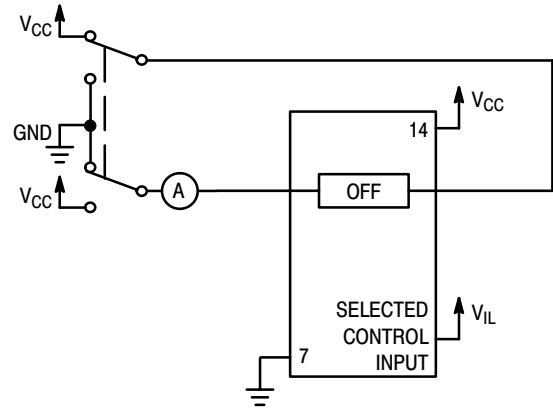 VCC
GND
VCC
A
OFF
14
VCC
SELECTED
CONTROL
INPUT
VIL
7